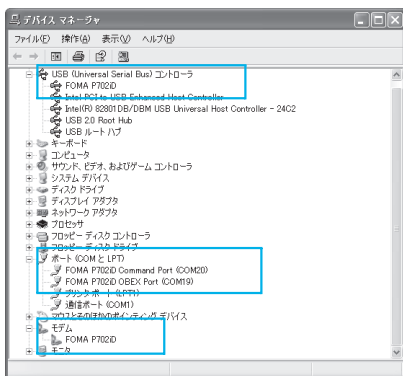 デバイス マネージャ
ファイル(F) 操作(A) 表示(V) ヘルプ(H)
USB (Universal Serial Bus) コントローラ
FOMA P702iD
Intel PCI to USB Enhanced Host Controller
Intel(R) 82801DB/DBM USB Universal Host Controller - 24C2
USB 2.0 Root Hub
USB ルート ハブ
キーボード
コンピュータ
サウンド、ビデオ、およびゲーム コントローラ
システム デバイス
ディスク ドライブ
ディスプレイ アダプタ
ネットワーク アダプタ
プロセッサ
フロッピー ディスク コントローラ
フロッピー ディスク ドライブ
ポート (COM と LPT)
FOMA P702iD Command Port (COM20)
FOMA P702iD OBEX Port (COM19)
プリンタ ポート (LPT1)
通信ポート (COM1)
マウスとそのほかのポインティング デバイス
モデム
FOMA P702iD
モニタ